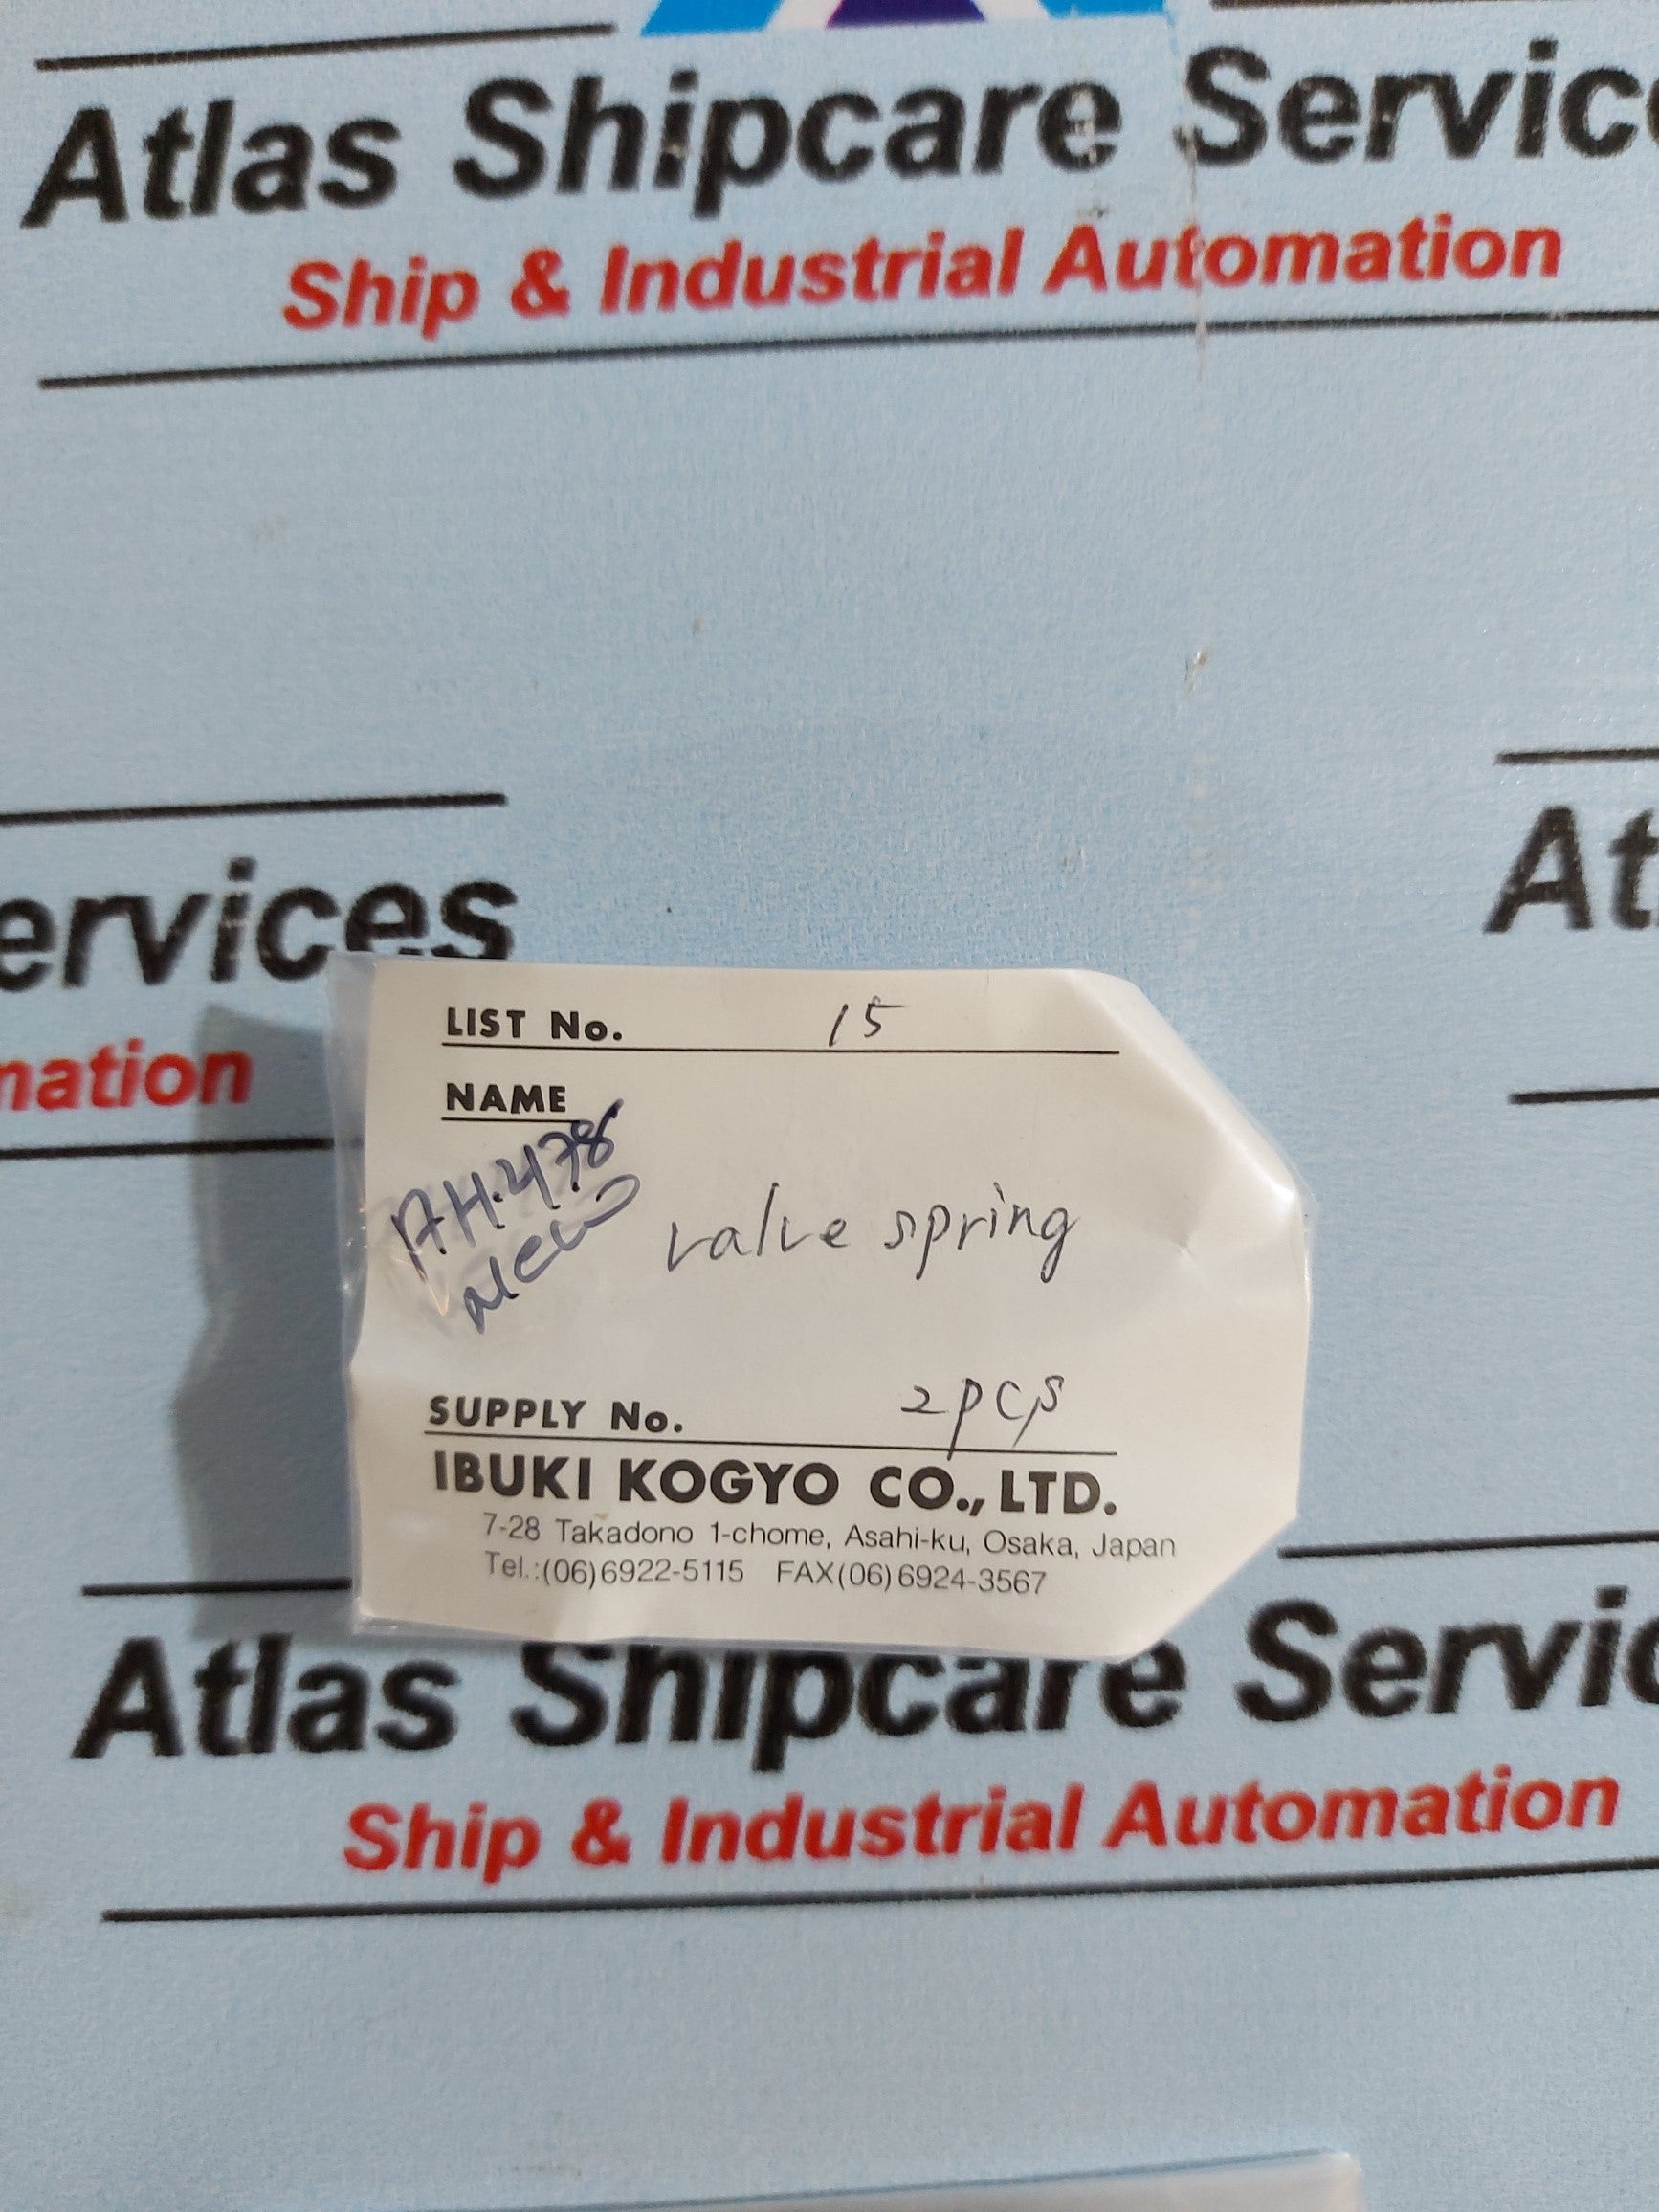 Atlas Shipcare Servic
Ship & Industrial Automation
ervices
mation
At
LIST No. 15
NAME
AH-478
new
valve spring
SUPPLY No. 2pcs
IBUKI KOGYO CO., LTD.
7-28 Takadono 1-chome, Asahi-ku, Osaka, Japan
Tel.:(06)6922-5115 FAX(06)6924-3567
Atlas Shipcare Servic
Ship & Industrial Automation